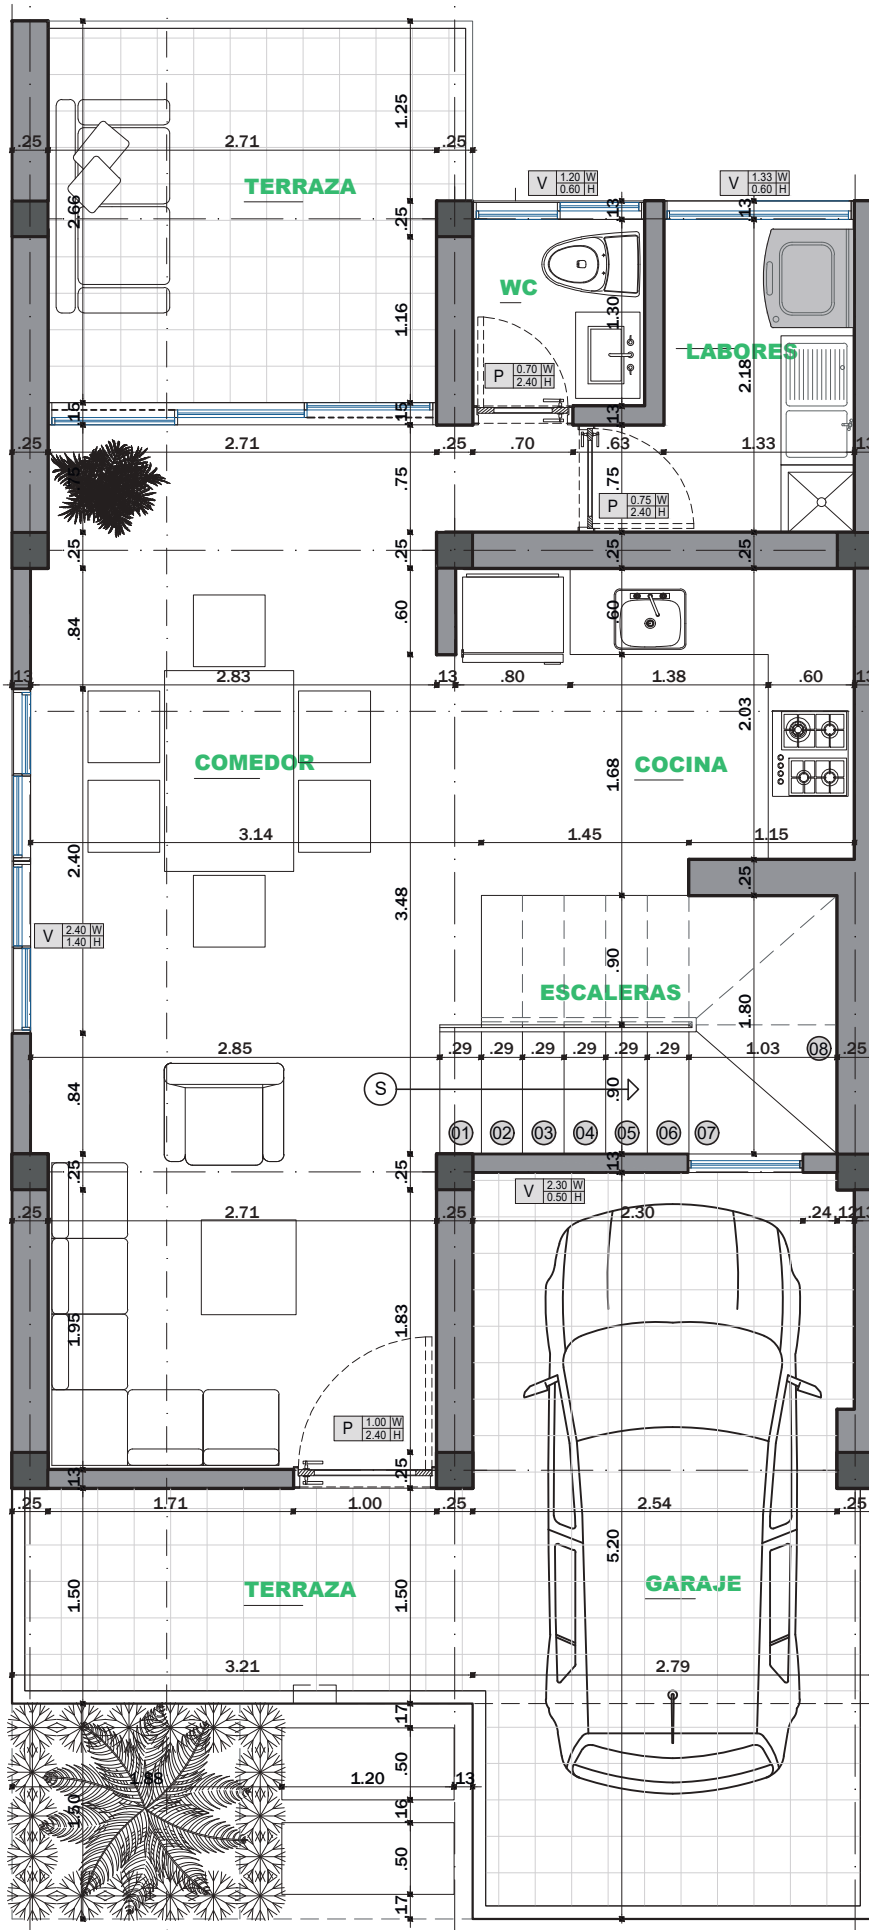 1.25
.25 2.71 .25
TERRAZA
V 1.20 W
0.60 H
V 1.33 W
0.60 H
2.66
.25
.13
.13
WC
1.30
1.16
LABORES
2.18
P 0.70 W
2.40 H
.15
.15
.13
.25 2.71 .25 .70 .63 1.33 .13
.75
.75
.75
P 0.75 W
2.40 H
.25
.25
.25
.25
.84
.60
.60
.13 2.83 .13 .80 1.38 .60 .13
2.03
COMEDOR
COCINA
1.68
3.14 1.45 1.15
2.40
.25
3.48
V 2.40 W
1.40 H
.90
ESCALERAS
1.80
2.85 .29 .29 .29 .29 .29 .29 1.03 08 .25
.84
S
.90
01 02 03 04 05 06 07
.25
.25
.13
V 2.30 W
0.50 H
.25 2.71 .25 2.30 .24 .12 .13
1.95
1.83
P 1.00 W
2.40 H
.13
.25
.25 1.71 1.00 .25 2.54 .25
5.20
TERRAZA
GARAJE
1.50
1.50
3.21 2.79
.17
.50
1.88 1.20 .13
1.50
.16
.50
.17